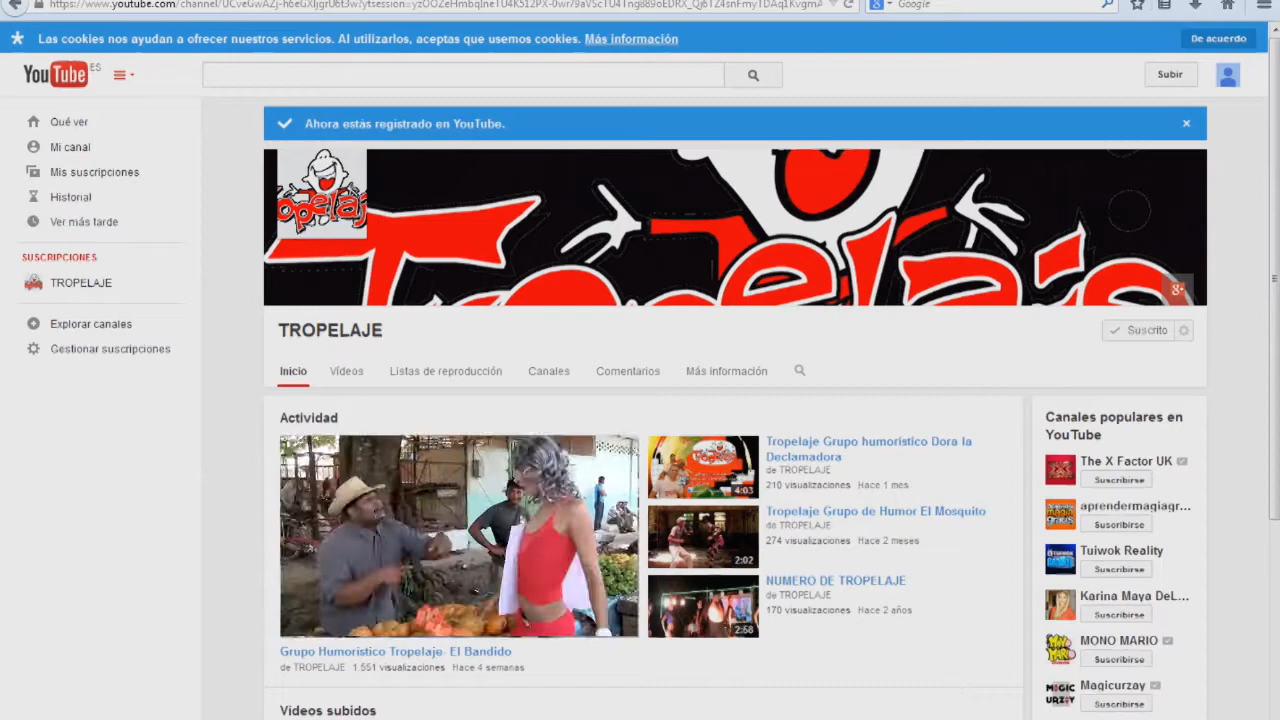 Google
Las cookies nos ayudan a ofrecer nuestros servicios. Al utilizarlos, aceptas que usemos cookies. Más información
De acuerdo
YouTube ES
Subir
Qué ver
Mi canal
Mis suscripciones
Historial
Ver más tarde
SUSCRIPCIONES
TROPELAJE
Explorar canales
Gestionar suscripciones
Ahora estás registrado en YouTube.
Tropelaje
TROPELAJE
Suscrito
Inicio
Vídeos
Listas de reproducción
Canales
Comentarios
Más información
Actividad
Grupo Humoristico Tropelaje- El Bandido
de TROPELAJE 1.551 visualizaciones Hace 4 semanas
4:03
Tropelaje Grupo humorístico Dora la
Declamadora
de TROPELAJE
210 visualizaciones Hace 1 mes
2:02
Tropelaje Grupo de Humor El Mosquito
de TROPELAJE
274 visualizaciones Hace 2 meses
2:58
NUMERO DE TROPELAJE
de TROPELAJE
170 visualizaciones Hace 2 años
Videos subidos
Canales populares en
YouTube
The X Factor UK
Suscribirse
aprendermagiagr...
Suscribirse
Tuiwok Reality
Suscribirse
Karina Maya DeL...
Suscribirse
MONO MARIO
Suscribirse
Magicurzay
Suscribirse